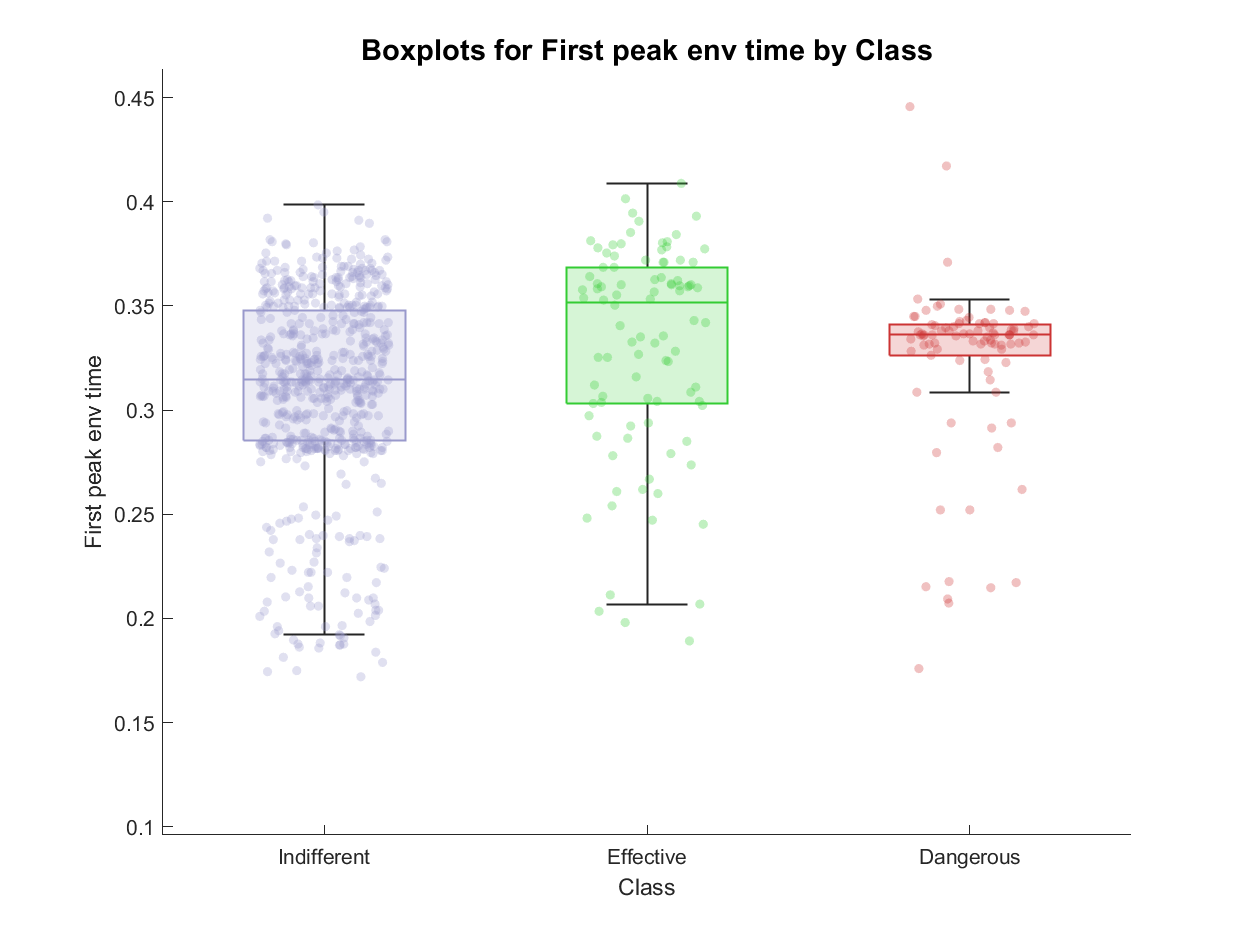 Boxplots for First peak env time by Class
First peak env time
0.45
0.4
0.35
0.3
0.25
0.2
0.15
0.1
Indifferent
Effective
Dangerous
Class